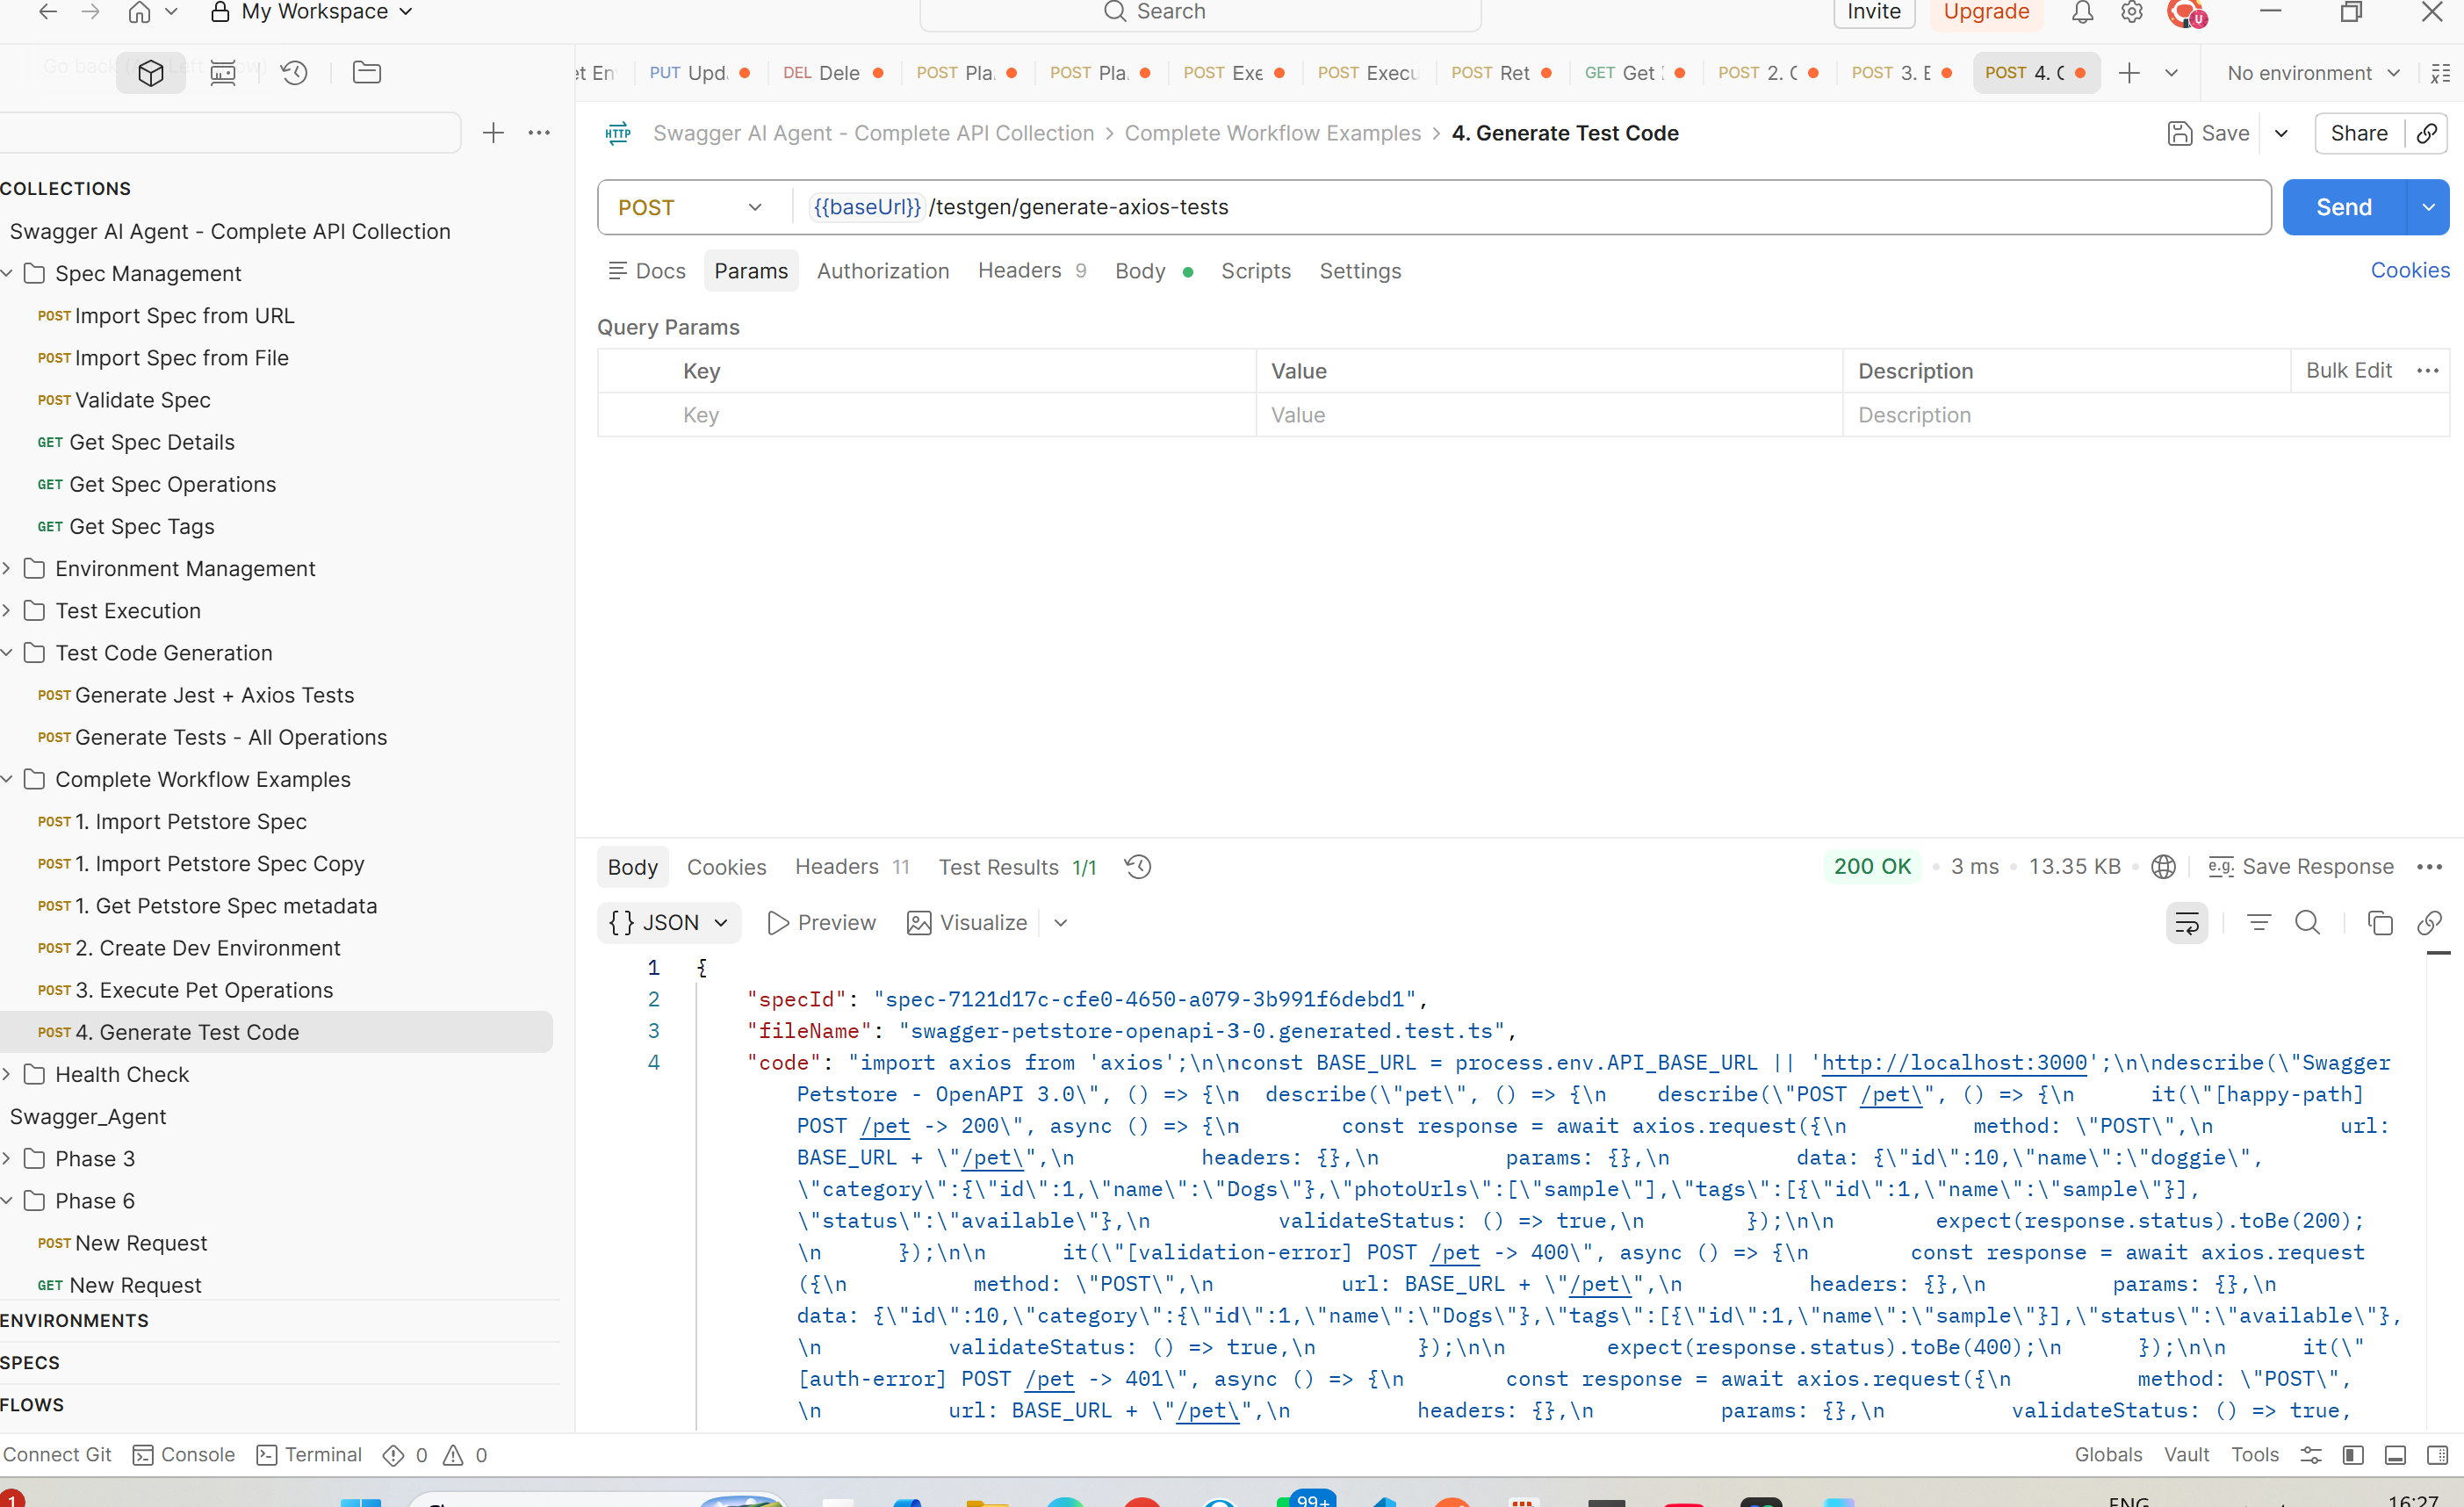 My Workspace
Search
Invite
Upgrade
No environment
PUT Upd
DEL Dele
POST Pla
POST Pla
POST Exe
POST Execu
POST Ret
GET Get
POST 2. C
POST 3. E
POST 4. C
HTTP
Swagger AI Agent - Complete API Collection > Complete Workflow Examples > 4. Generate Test Code
Save
Share
POST
{{baseUrl}}/testgen/generate-axios-tests
Send
Docs
Params
Authorization
Headers 9
Body
Scripts
Settings
Cookies
Query Params
Key Value Description Bulk Edit
Key Value Description
COLLECTIONS
Swagger AI Agent - Complete API Collection
Spec Management
POST Import Spec from URL
POST Import Spec from File
POST Validate Spec
GET Get Spec Details
GET Get Spec Operations
GET Get Spec Tags
Environment Management
Test Execution
Test Code Generation
POST Generate Jest + Axios Tests
POST Generate Tests - All Operations
Complete Workflow Examples
POST 1. Import Petstore Spec
POST 1. Import Petstore Spec Copy
POST 1. Get Petstore Spec metadata
POST 2. Create Dev Environment
POST 3. Execute Pet Operations
POST 4. Generate Test Code
Health Check
Swagger_Agent
Phase 3
Phase 6
POST New Request
GET New Request
ENVIRONMENTS
SPECS
FLOWS
Body Cookies Headers 11 Test Results 1/1
200 OK • 3 ms • 13.35 KB
e.g. Save Response
{} JSON
Preview
Visualize
1 {
2 "specId": "spec-7121d17c-cfe0-4650-a079-3b991f6debd1",
3 "fileName": "swagger-petstore-openapi-3-0.generated.test.ts",
4 "code": "import axios from 'axios';\n\nconst BASE_URL = process.env.API_BASE_URL || 'http://localhost:3000';\n\ndescribe(\"Swagger
Petstore - OpenAPI 3.0\", () => {\n  describe(\"pet\", () => {\n    describe(\"POST /pet\", () => {\n      it(\"[happy-path]
POST /pet -> 200\", async () => {\n        const response = await axios.request({\n          method: \"POST\",\n          url:
BASE_URL + \"/pet\",\n          headers: {},\n          params: {},\n          data: {\"id\":10,\"name\":\"doggie\",
\"category\":{\"id\":1,\"name\":\"Dogs\"},\"photoUrls\":[\"sample\"],\"tags\":[{\"id\":1,\"name\":\"sample\"}],
\"status\":\"available\"},\n          validateStatus: () => true,\n        });\n\n        expect(response.status).toBe(200);
\n      });\n\n      it(\"[validation-error] POST /pet -> 400\", async () => {\n        const response = await axios.request
({\n          method: \"POST\",\n          url: BASE_URL + \"/pet\",\n          headers: {},\n          params: {},\n
data: {\"id\":10,\"category\":{\"id\":1,\"name\":\"Dogs\"},\"tags\":[{\"id\":1,\"name\":\"sample\"}],\"status\":\"available\"},
\n          validateStatus: () => true,\n        });\n\n        expect(response.status).toBe(400);\n      });\n\n      it(\"
[auth-error] POST /pet -> 401\", async () => {\n        const response = await axios.request({\n          method: \"POST\",
\n          url: BASE_URL + \"/pet\",\n          headers: {},\n          params: {},\n          validateStatus: () => true,
Connect Git
Console
Terminal
0
0
Globals
Vault
Tools
1
99+
ENG
16:27